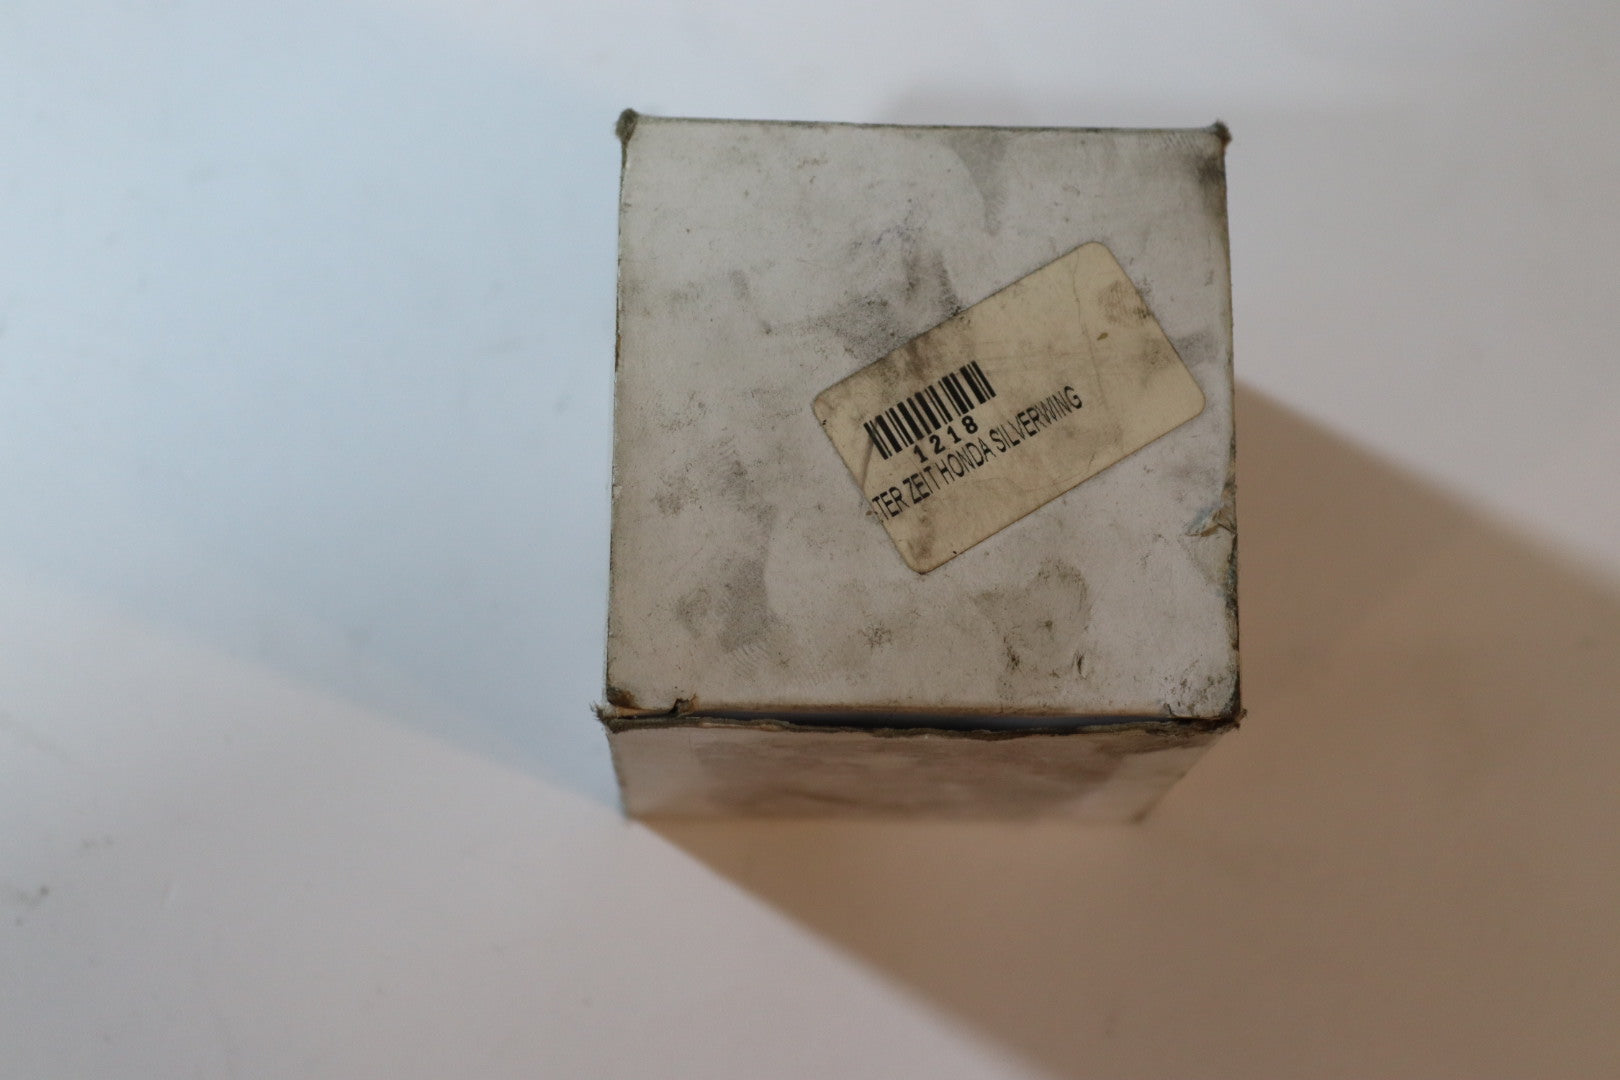 1218
TER ZEIT HONDA SILVERWING